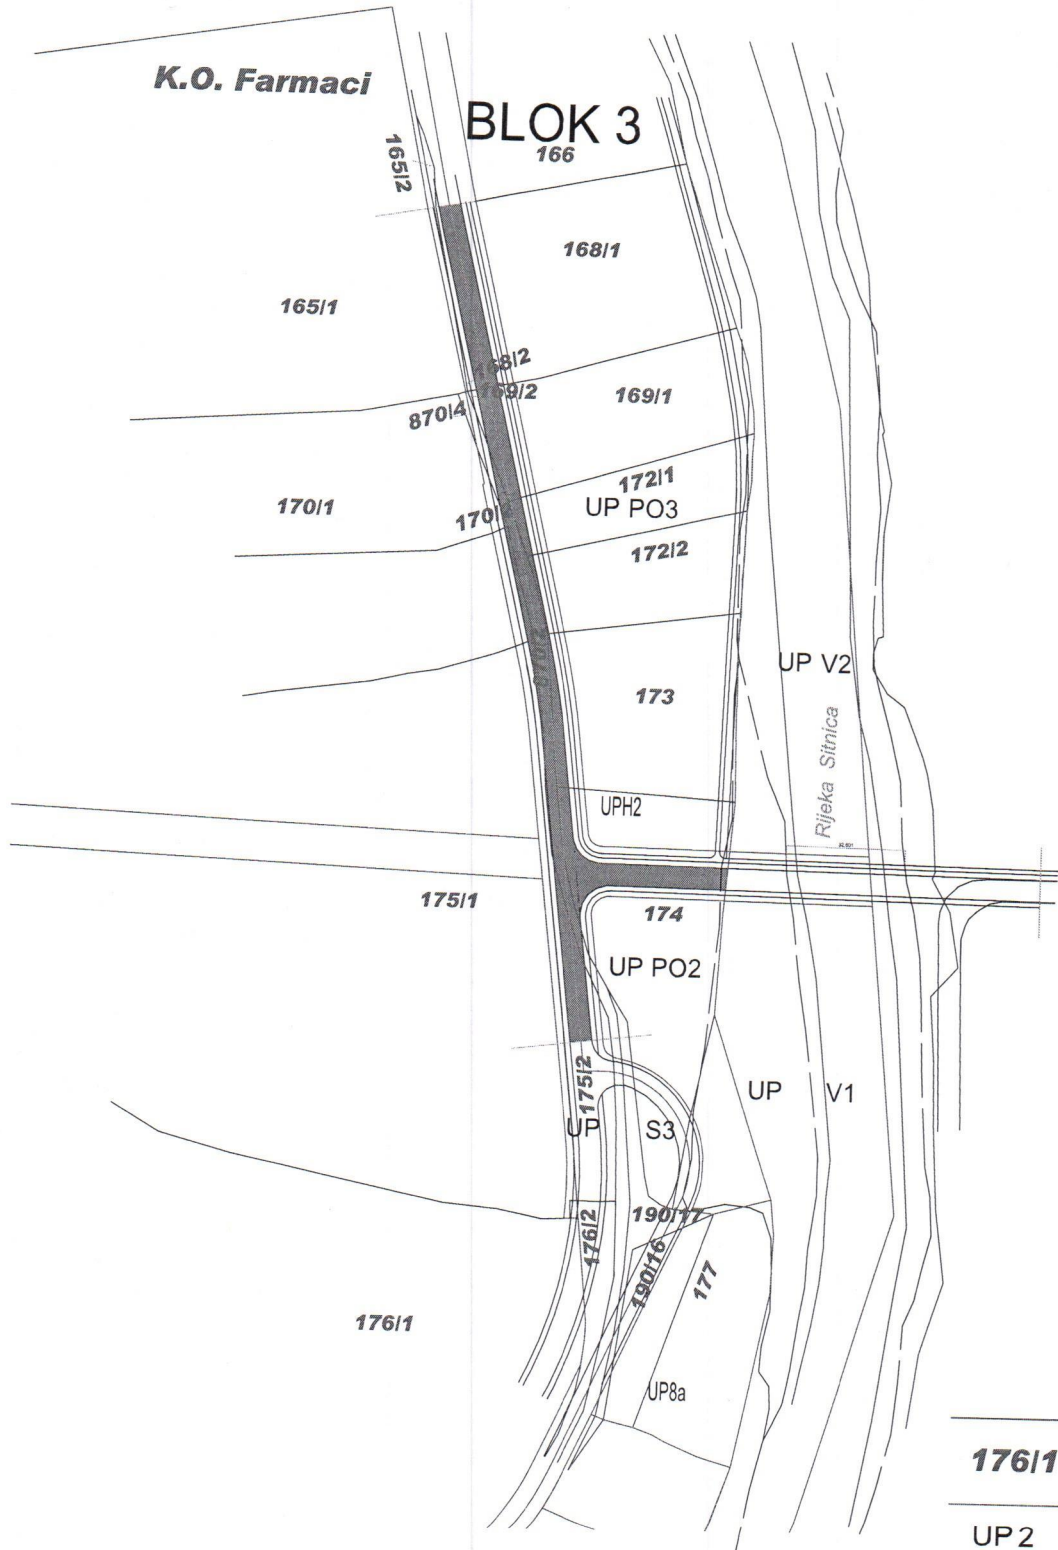 K.O. Farmaci
BLOK 3
165/2
166
168/1
165/1
168/2
169/2
169/1
870/4
172/1
170/1
UP PO3
172/2
UP V2
173
Rijeka Sitnica
UPH2
175/1
174
UP PO2
175/2
UP V1
UP S3
190/17
176/2
190/16
177
176/1
UP8a
176/1
UP 2